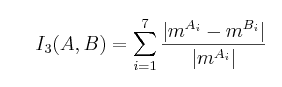 $$I_3(A, B) = \sum_{i=1}^{7} \frac{|m^{A_i} - m^{B_i}|}{|m^{A_i}|}$$